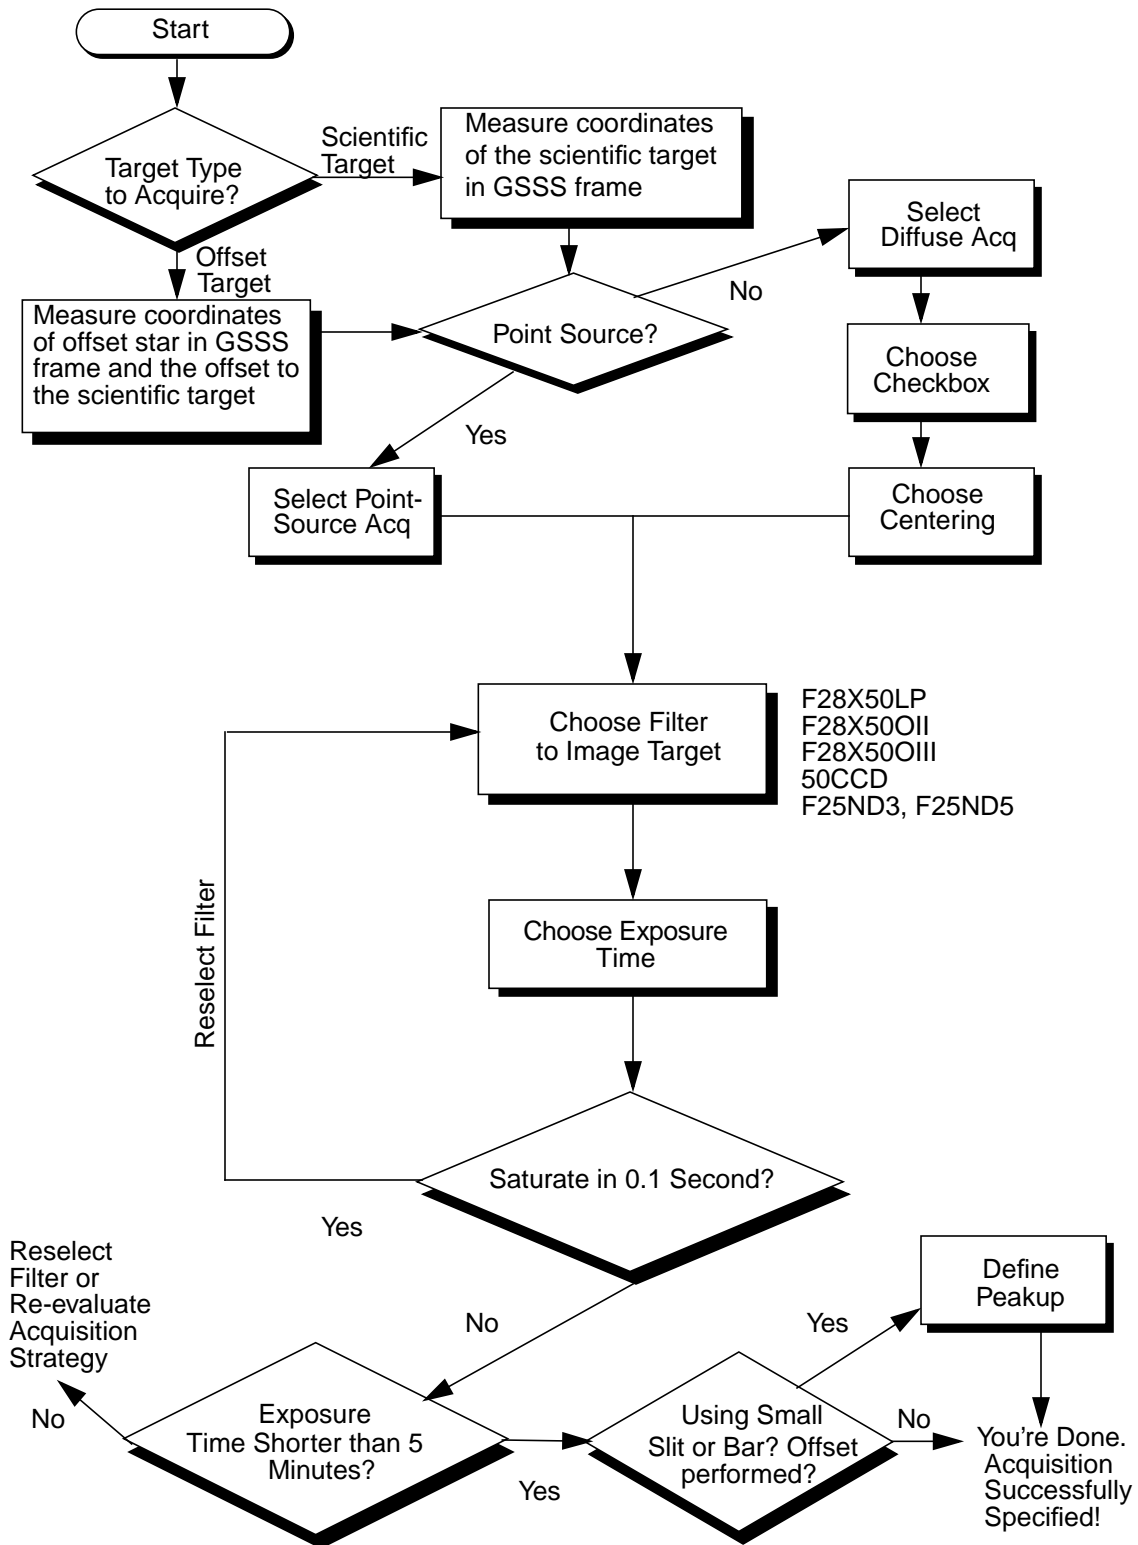 Start
Target Type
to Acquire?
Scientific
Target
Measure coordinates
of the scientific target
in GSSS frame
Offset
Target
Measure coordinates
of offset star in GSSS
frame and the offset to
the scientific target
Point Source?
No
Select
Diffuse Acq
Choose
Checkbox
Choose
Centering
Yes
Select Point-
Source Acq
Choose Filter
to Image Target
F28X50LP
F28X50OII
F28X50OIII
50CCD
F25ND3, F25ND5
Reselect Filter
Choose Exposure
Time
Saturate in 0.1 Second?
Yes
No
Reselect
Filter or
Re-evaluate
Acquisition
Strategy
No
Exposure
Time Shorter than 5
Minutes?
Yes
Using Small
Slit or Bar? Offset
performed?
Yes
Define
Peakup
No
You're Done.
Acquisition
Successfully
Specified!